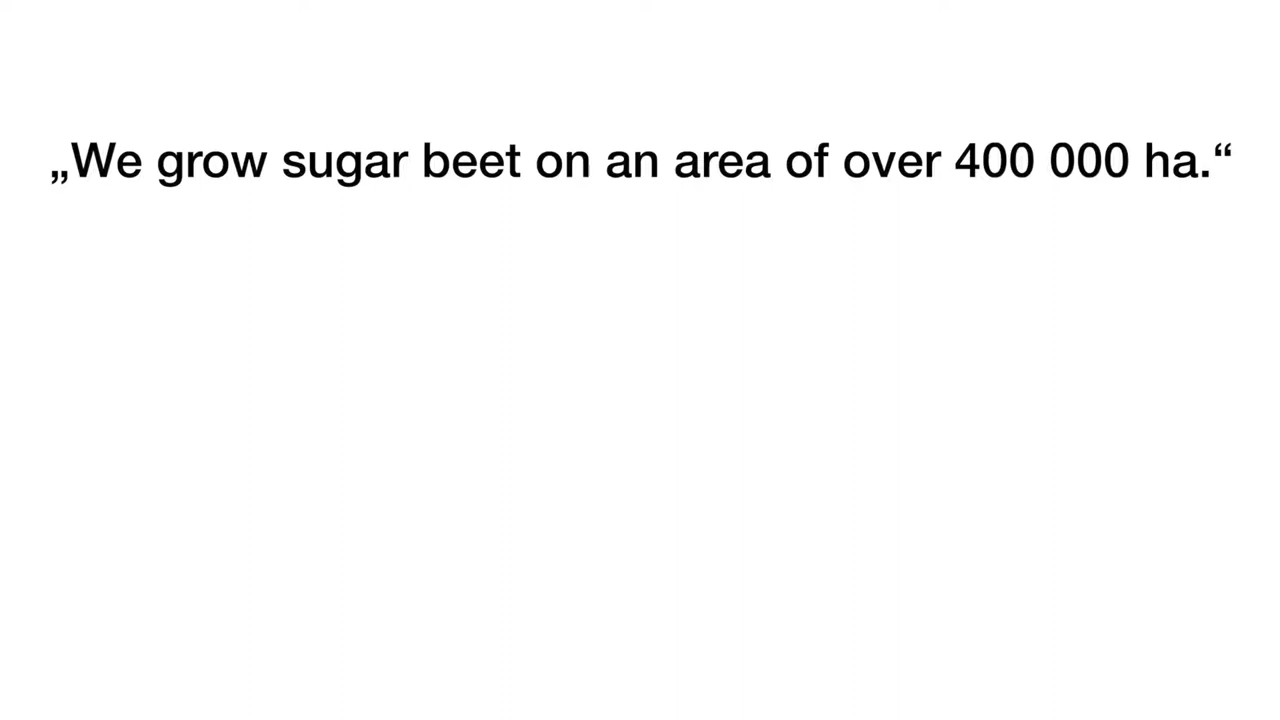 „We grow sugar beet on an area of over 400 000 ha.“